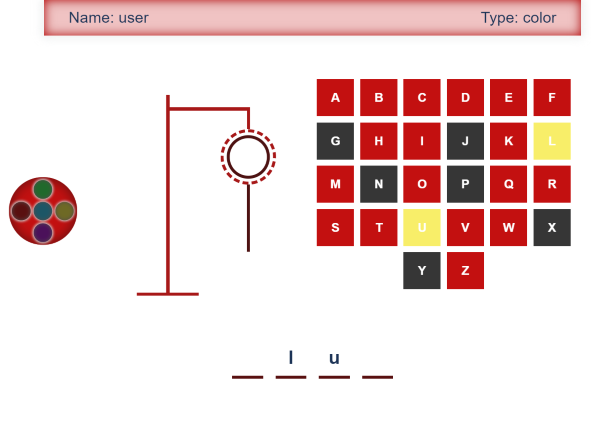 Name: user Type: color
A B C D E F
G H I J K L
M N O P Q R
S T U V W X
Y Z
l u